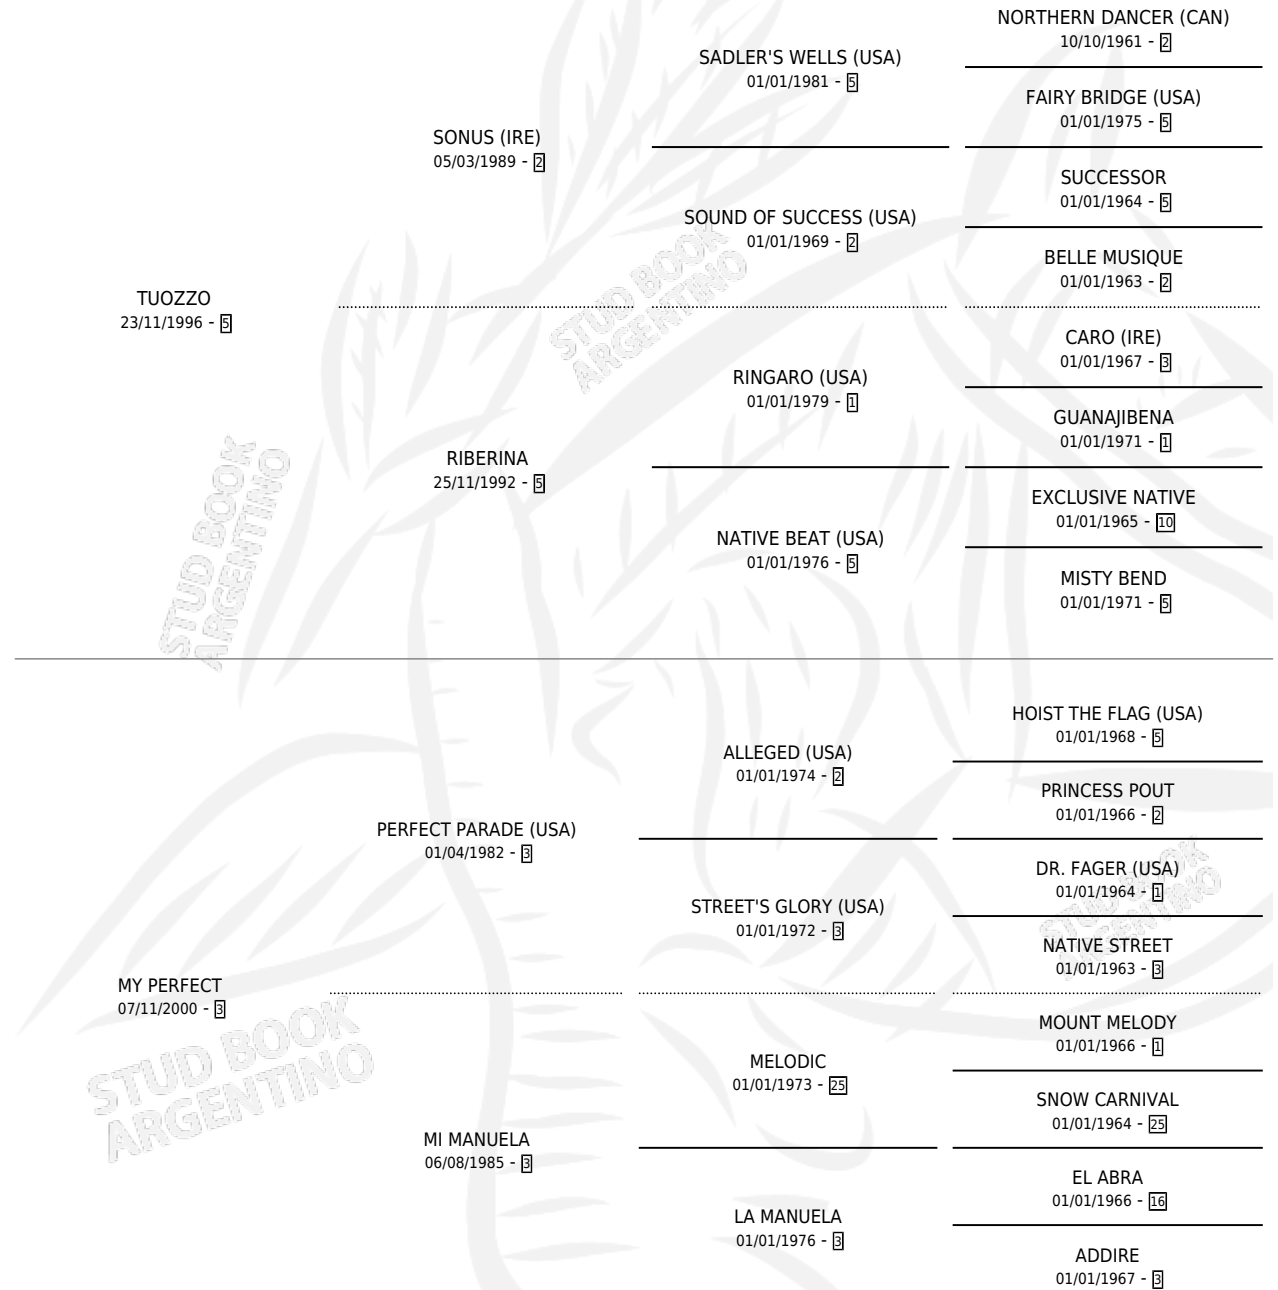 NORTHERN DANCER (CAN)
10/10/1961 - 2
SADLER'S WELLS (USA)
01/01/1981 - 5
FAIRY BRIDGE (USA)
01/01/1975 - 5
SONUS (IRE)
05/03/1989 - 2
SUCCESSOR
01/01/1964 - 5
SOUND OF SUCCESS (USA)
01/01/1969 - 2
BELLE MUSIQUE
01/01/1963 - 2
TUOZZO
23/11/1996 - 5
STUD BOOK
ARGENTINO
CARO (IRE)
01/01/1967 - 3
RINGARO (USA)
01/01/1979 - 1
GUANAJIBENA
01/01/1971 - 1
RIBERINA
25/11/1992 - 5
EXCLUSIVE NATIVE
01/01/1965 - 10
NATIVE BEAT (USA)
01/01/1976 - 5
MISTY BEND
01/01/1971 - 5
STUD BOOK
ARGENTINO
HOIST THE FLAG (USA)
01/01/1968 - 5
ALLEGED (USA)
01/01/1974 - 2
PRINCESS POUT
01/01/1966 - 2
PERFECT PARADE (USA)
01/04/1982 - 3
DR. FAGER (USA)
01/01/1964 - 1
STREET'S GLORY (USA)
01/01/1972 - 3
NATIVE STREET
01/01/1963 - 3
STUD BOOK
ARGENTINO
MY PERFECT
07/11/2000 - 3
MOUNT MELODY
01/01/1966 - 1
MELODIC
01/01/1973 - 25
SNOW CARNIVAL
01/01/1964 - 25
STUD BOOK
ARGENTINO
MI MANUELA
06/08/1985 - 3
EL ABRA
01/01/1966 - 16
LA MANUELA
01/01/1976 - 3
ADDIRE
01/01/1967 - 3